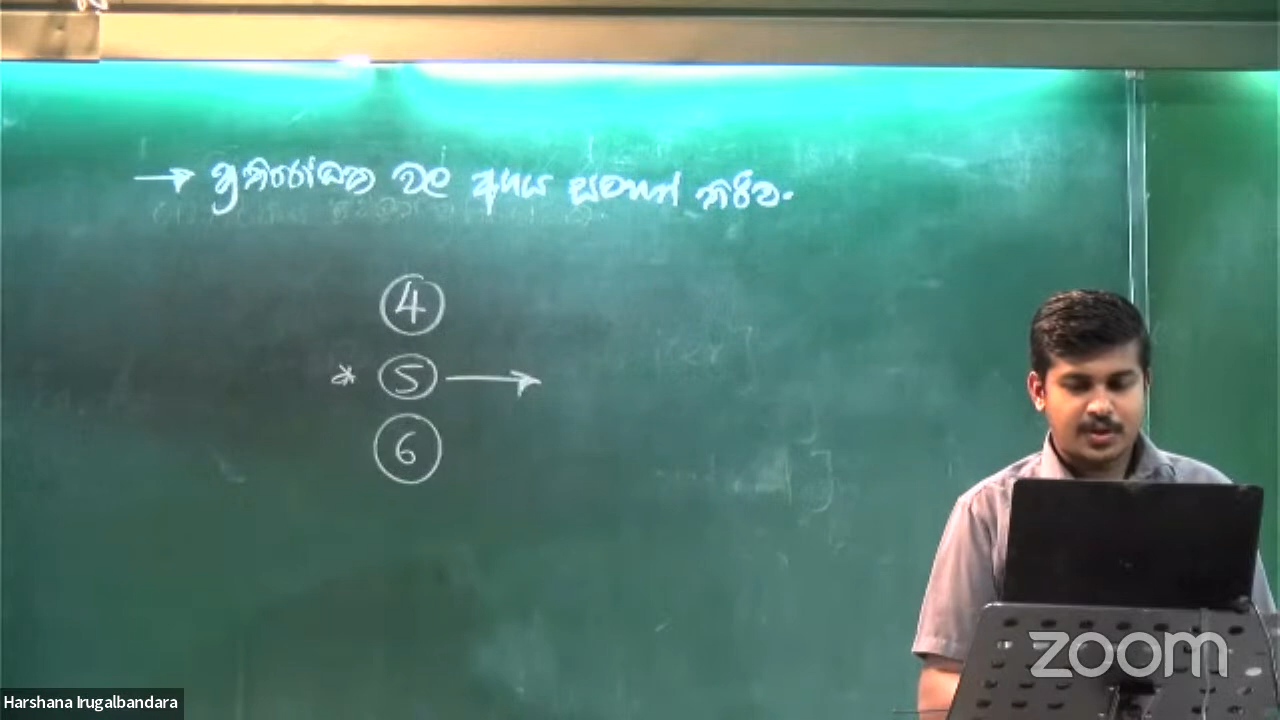 → ප්‍රතිරෝධක වල අගය සටහන් කිරීම.
4
* 5 →
6
zoom
Harshana Irugalbandara